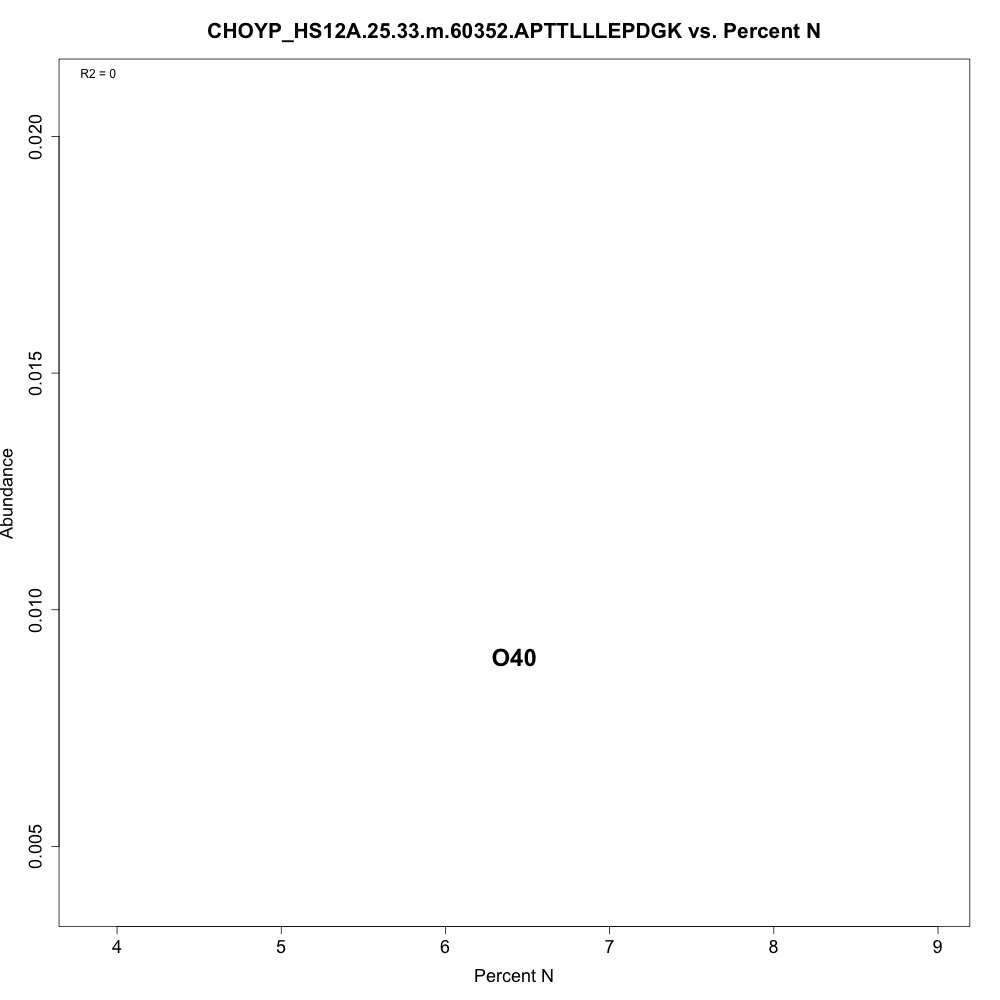 CHOYP_HS12A.25.33.m.60352.APTTLLLEPDGK vs. Percent N
R2 = 0
0.020
0.015
Abundance
0.010
O40
0.005
4 5 6 7 8 9
Percent N